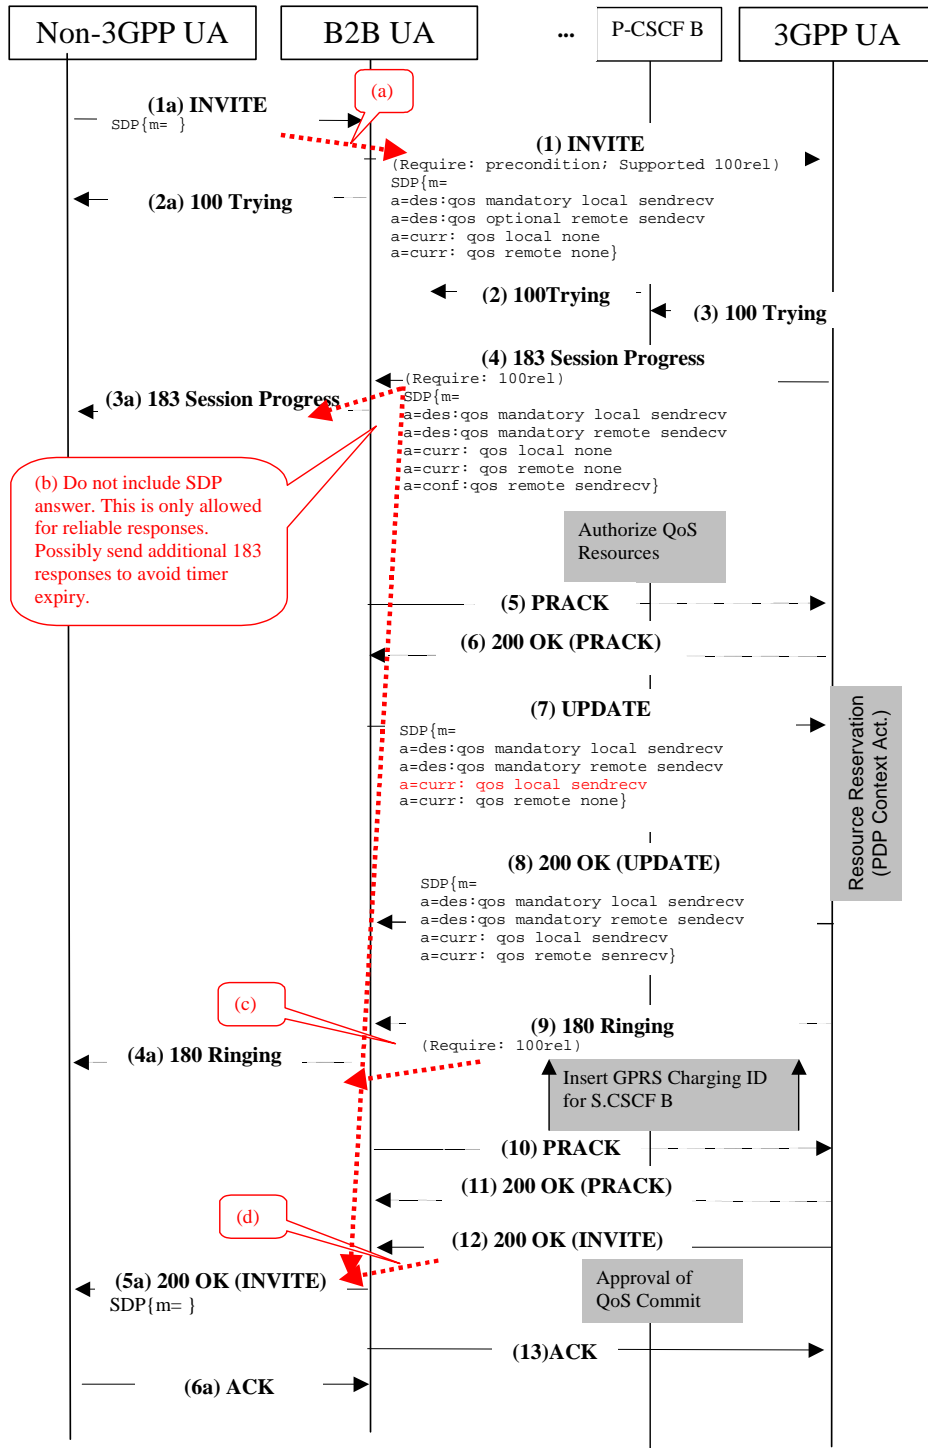 Non-3GPP UA
B2B UA
...
P-CSCF B
3GPP UA
(a)
(1a) INVITE
SDP{m= }
(1) INVITE
(Require: precondition; Supported 100rel)
SDP{m=
a=des:qos mandatory local sendrecv
a=des:qos optional remote sendecv
a=curr: qos local none
a=curr: qos remote none}
(2a) 100 Trying
(2) 100Trying
(3) 100 Trying
(4) 183 Session Progress
(Require: 100rel)
SDP{m=
a=des:qos mandatory local sendrecv
a=des:qos mandatory remote sendecv
a=curr: qos local none
a=curr: qos remote none
a=conf:qos remote sendrecv}
(3a) 183 Session Progress
(b) Do not include SDP
answer. This is only allowed
for reliable responses.
Possibly send additional 183
responses to avoid timer
expiry.
Authorize QoS
Resources
(5) PRACK
(6) 200 OK (PRACK)
(7) UPDATE
SDP{m=
a=des:qos mandatory local sendrecv
a=des:qos mandatory remote sendecv
a=curr: qos local sendrecv
a=curr: qos remote none}
Resource Reservation
(PDP Context Act.)
(8) 200 OK (UPDATE)
SDP{m=
a=des:qos mandatory local sendrecv
a=des:qos mandatory remote sendecv
a=curr: qos local sendrecv
a=curr: qos remote senrecv}
(c)
(9) 180 Ringing
(Require: 100rel)
(4a) 180 Ringing
Insert GPRS Charging ID
for S.CSCF B
(10) PRACK
(11) 200 OK (PRACK)
(d)
(12) 200 OK (INVITE)
(5a) 200 OK (INVITE)
SDP{m= }
Approval of
QoS Commit
(13)ACK
(6a) ACK